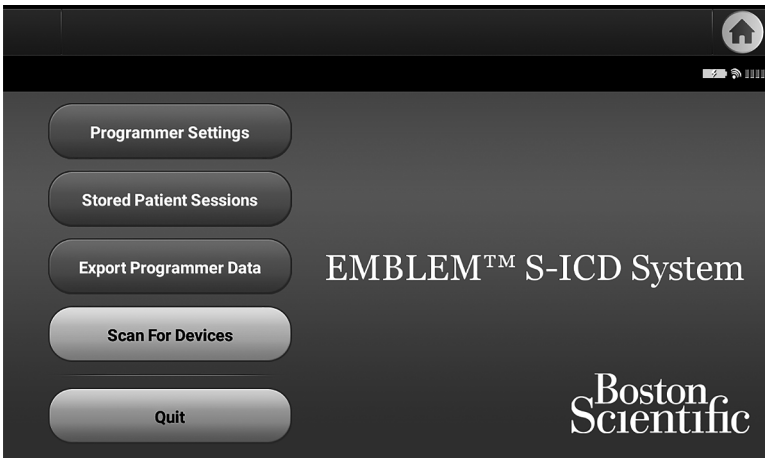 Programmer Settings
Stored Patient Sessions
Export Programmer Data
EMBLEM™ S-ICD System
Scan For Devices
Quit
Boston
Scientific